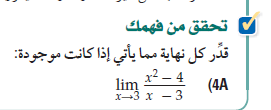 تحقق من فهمك
قدِّر كل نهاية مما يأتي إذا كانت موجودة:
(4A lim x→3 x² − 4 / x − 3